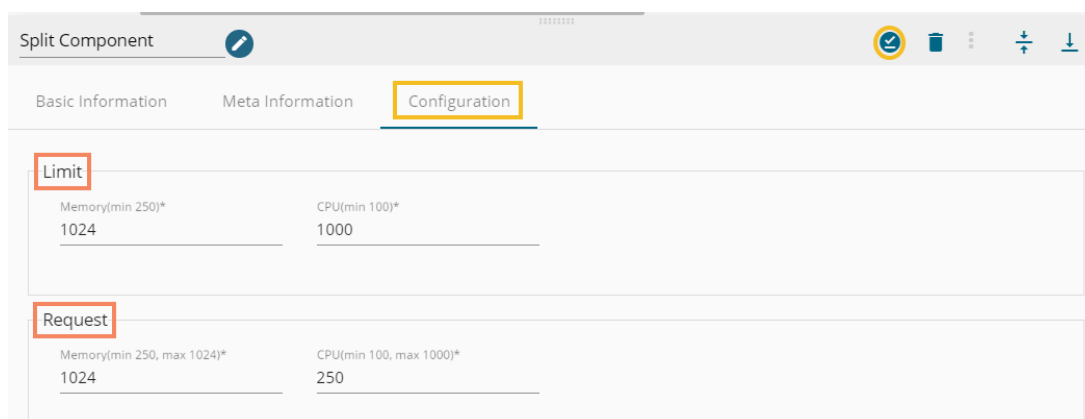 Split Component
Basic Information Meta Information Configuration
Limit
Memory(min 250)* CPU(min 100)*
1024 1000
Request
Memory(min 250, max 1024)* CPU(min 100, max 1000)*
1024 250